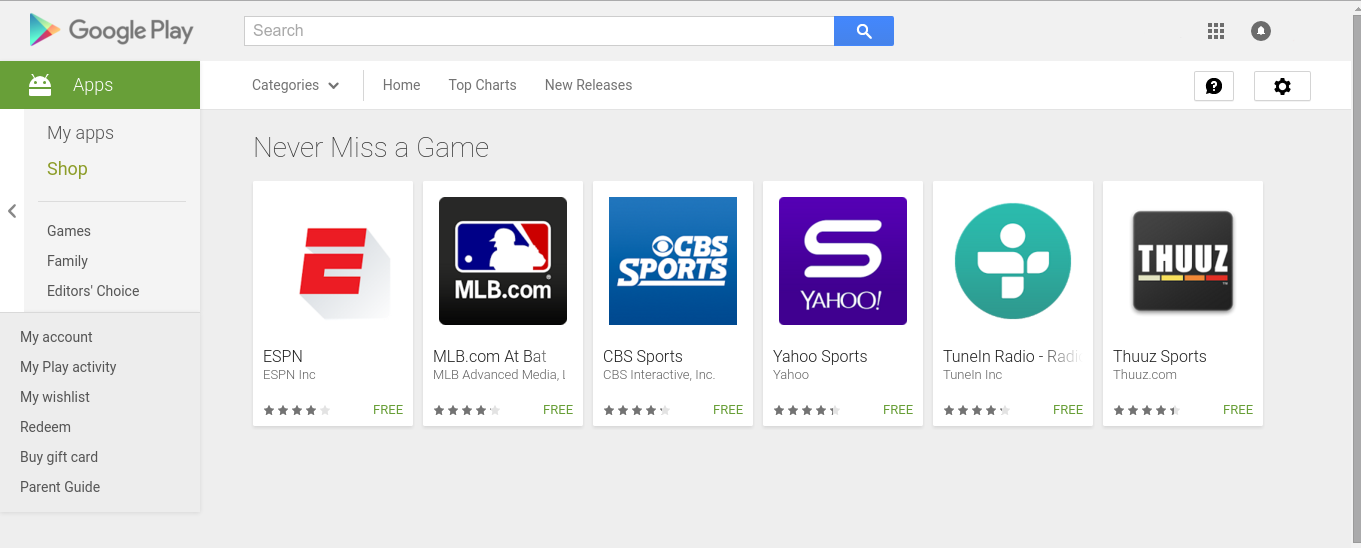 Google Play
Search
Apps
Categories
Home
Top Charts
New Releases
My apps
Shop
Games
Family
Editors' Choice
My account
My Play activity
My wishlist
Redeem
Buy gift card
Parent Guide
Never Miss a Game
ESPN
ESPN Inc
FREE
MLB.com
MLB.com At Bat
MLB Advanced Media, L
FREE
CBS
SPORTS
CBS Sports
CBS Interactive, Inc.
FREE
S
YAHOO!
Yahoo Sports
Yahoo
FREE
TuneIn Radio - Radi
TuneIn Inc
FREE
THUUZ
™
Thuuz Sports
Thuuz.com
FREE